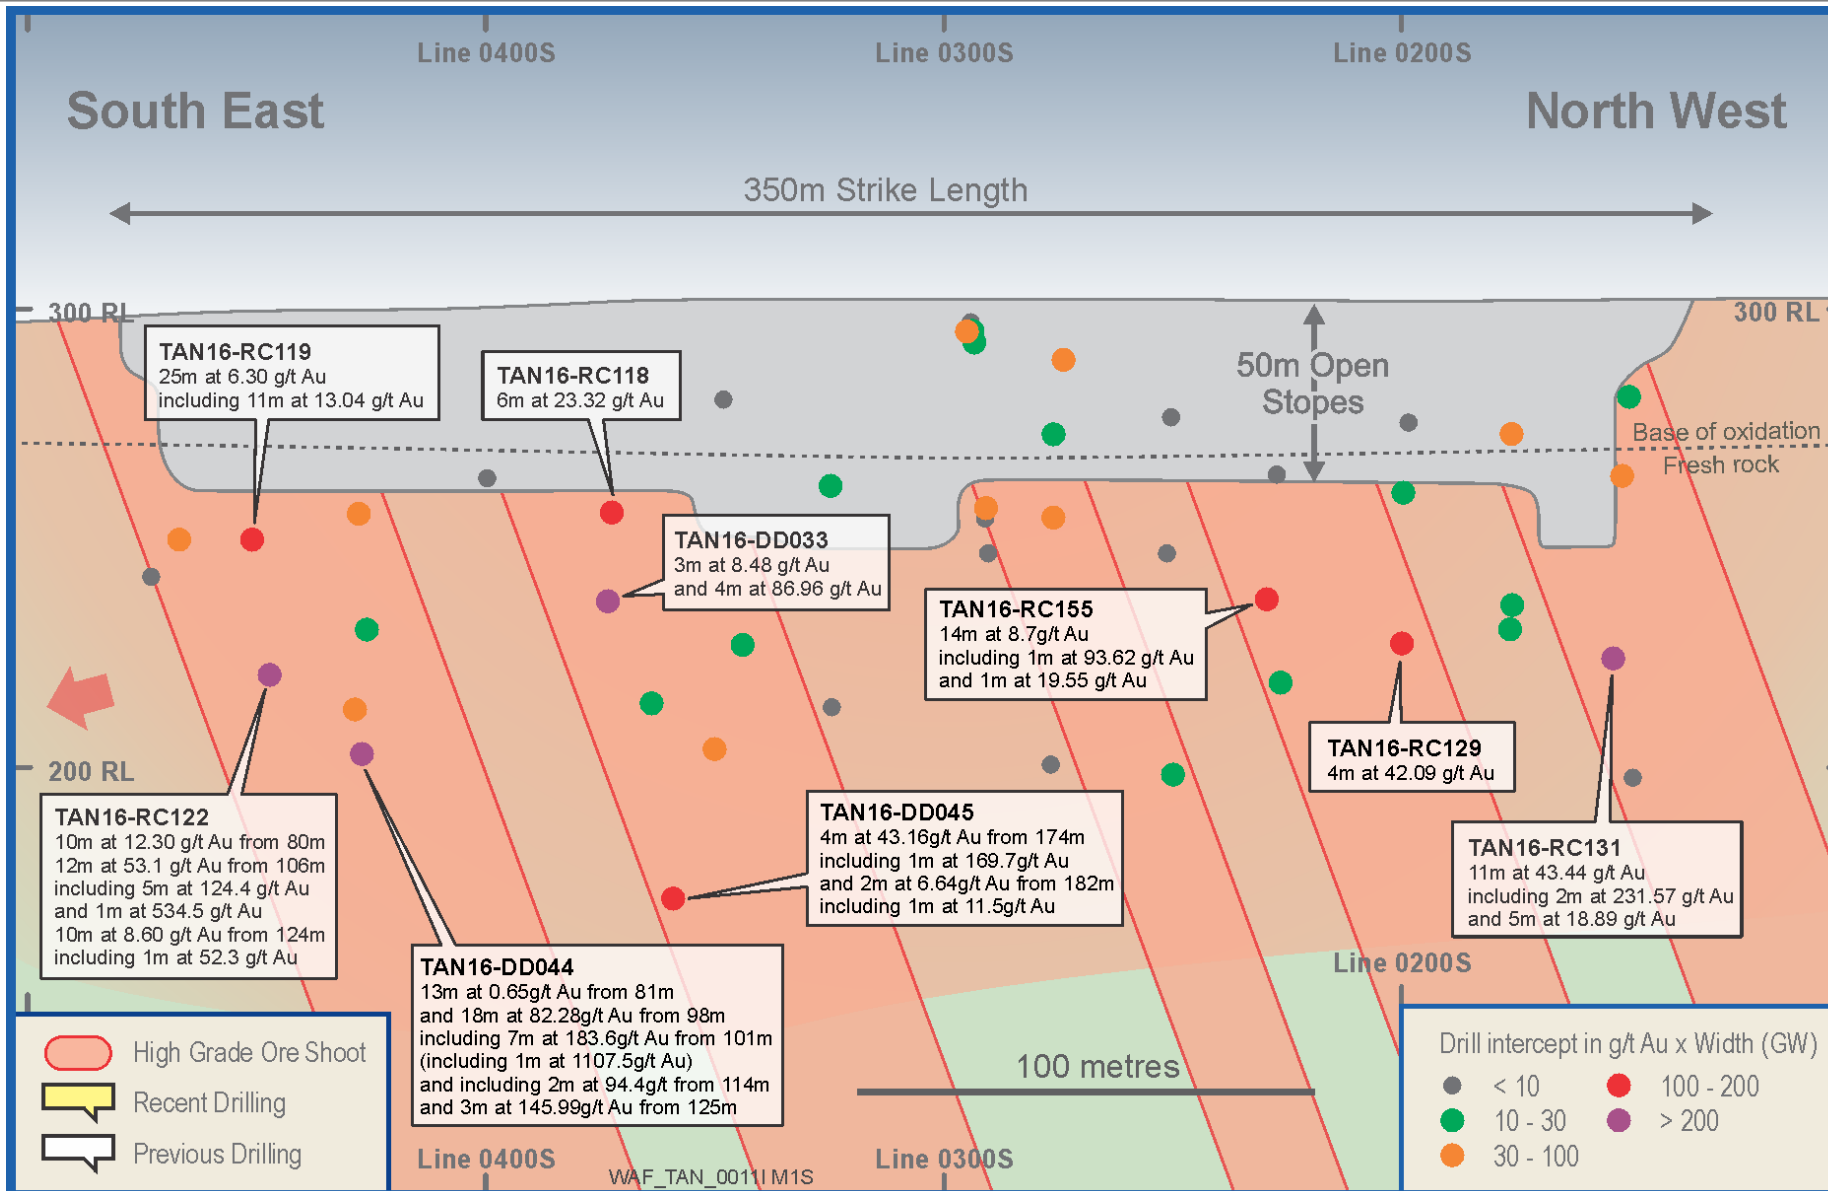 Line 0400S
Line 0300S
Line 0200S
South East
North West
350m Strike Length
300 RL
300 RL
TAN16-RC119
25m at 6.30 g/t Au
including 11m at 13.04 g/t Au
TAN16-RC118
6m at 23.32 g/t Au
50m Open
Stopes
Base of oxidation
Fresh rock
TAN16-DD033
3m at 8.48 g/t Au
and 4m at 86.96 g/t Au
TAN16-RC155
14m at 8.7g/t Au
including 1m at 93.62 g/t Au
and 1m at 19.55 g/t Au
TAN16-RC129
4m at 42.09 g/t Au
200 RL
TAN16-RC122
10m at 12.30 g/t Au from 80m
12m at 53.1 g/t Au from 106m
including 5m at 124.4 g/t Au
and 1m at 534.5 g/t Au
10m at 8.60 g/t Au from 124m
including 1m at 52.3 g/t Au
TAN16-DD045
4m at 43.16g/t Au from 174m
including 1m at 169.7g/t Au
and 2m at 6.64g/t Au from 182m
including 1m at 11.5g/t Au
TAN16-RC131
11m at 43.44 g/t Au
including 2m at 231.57 g/t Au
and 5m at 18.89 g/t Au
TAN16-DD044
13m at 0.65g/t Au from 81m
and 18m at 82.28g/t Au from 98m
including 7m at 183.6g/t Au from 101m
(including 1m at 1107.5g/t Au)
and including 2m at 94.4g/t from 114m
and 3m at 145.99g/t Au from 125m
Line 0200S
High Grade Ore Shoot
Recent Drilling
Previous Drilling
100 metres
Drill intercept in g/t Au x Width (GW)
< 10
100 - 200
10 - 30
> 200
30 - 100
Line 0400S
Line 0300S
WAF_TAN_0011I M1S